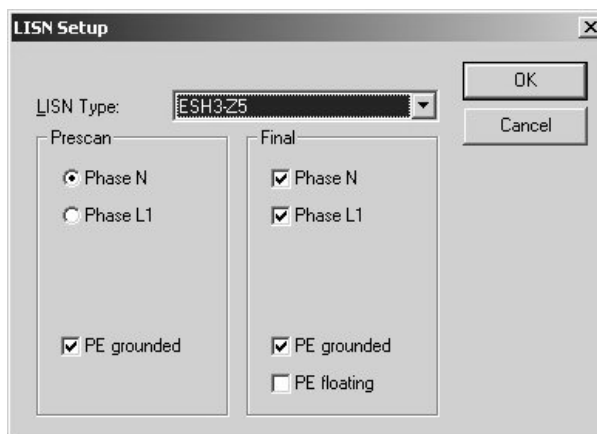 LISN Setup
OK
LISN Type:
ESH3-Z5
Cancel
Prescan
Final
Phase N
Phase N
Phase L1
Phase L1
PE grounded
PE grounded
PE floating